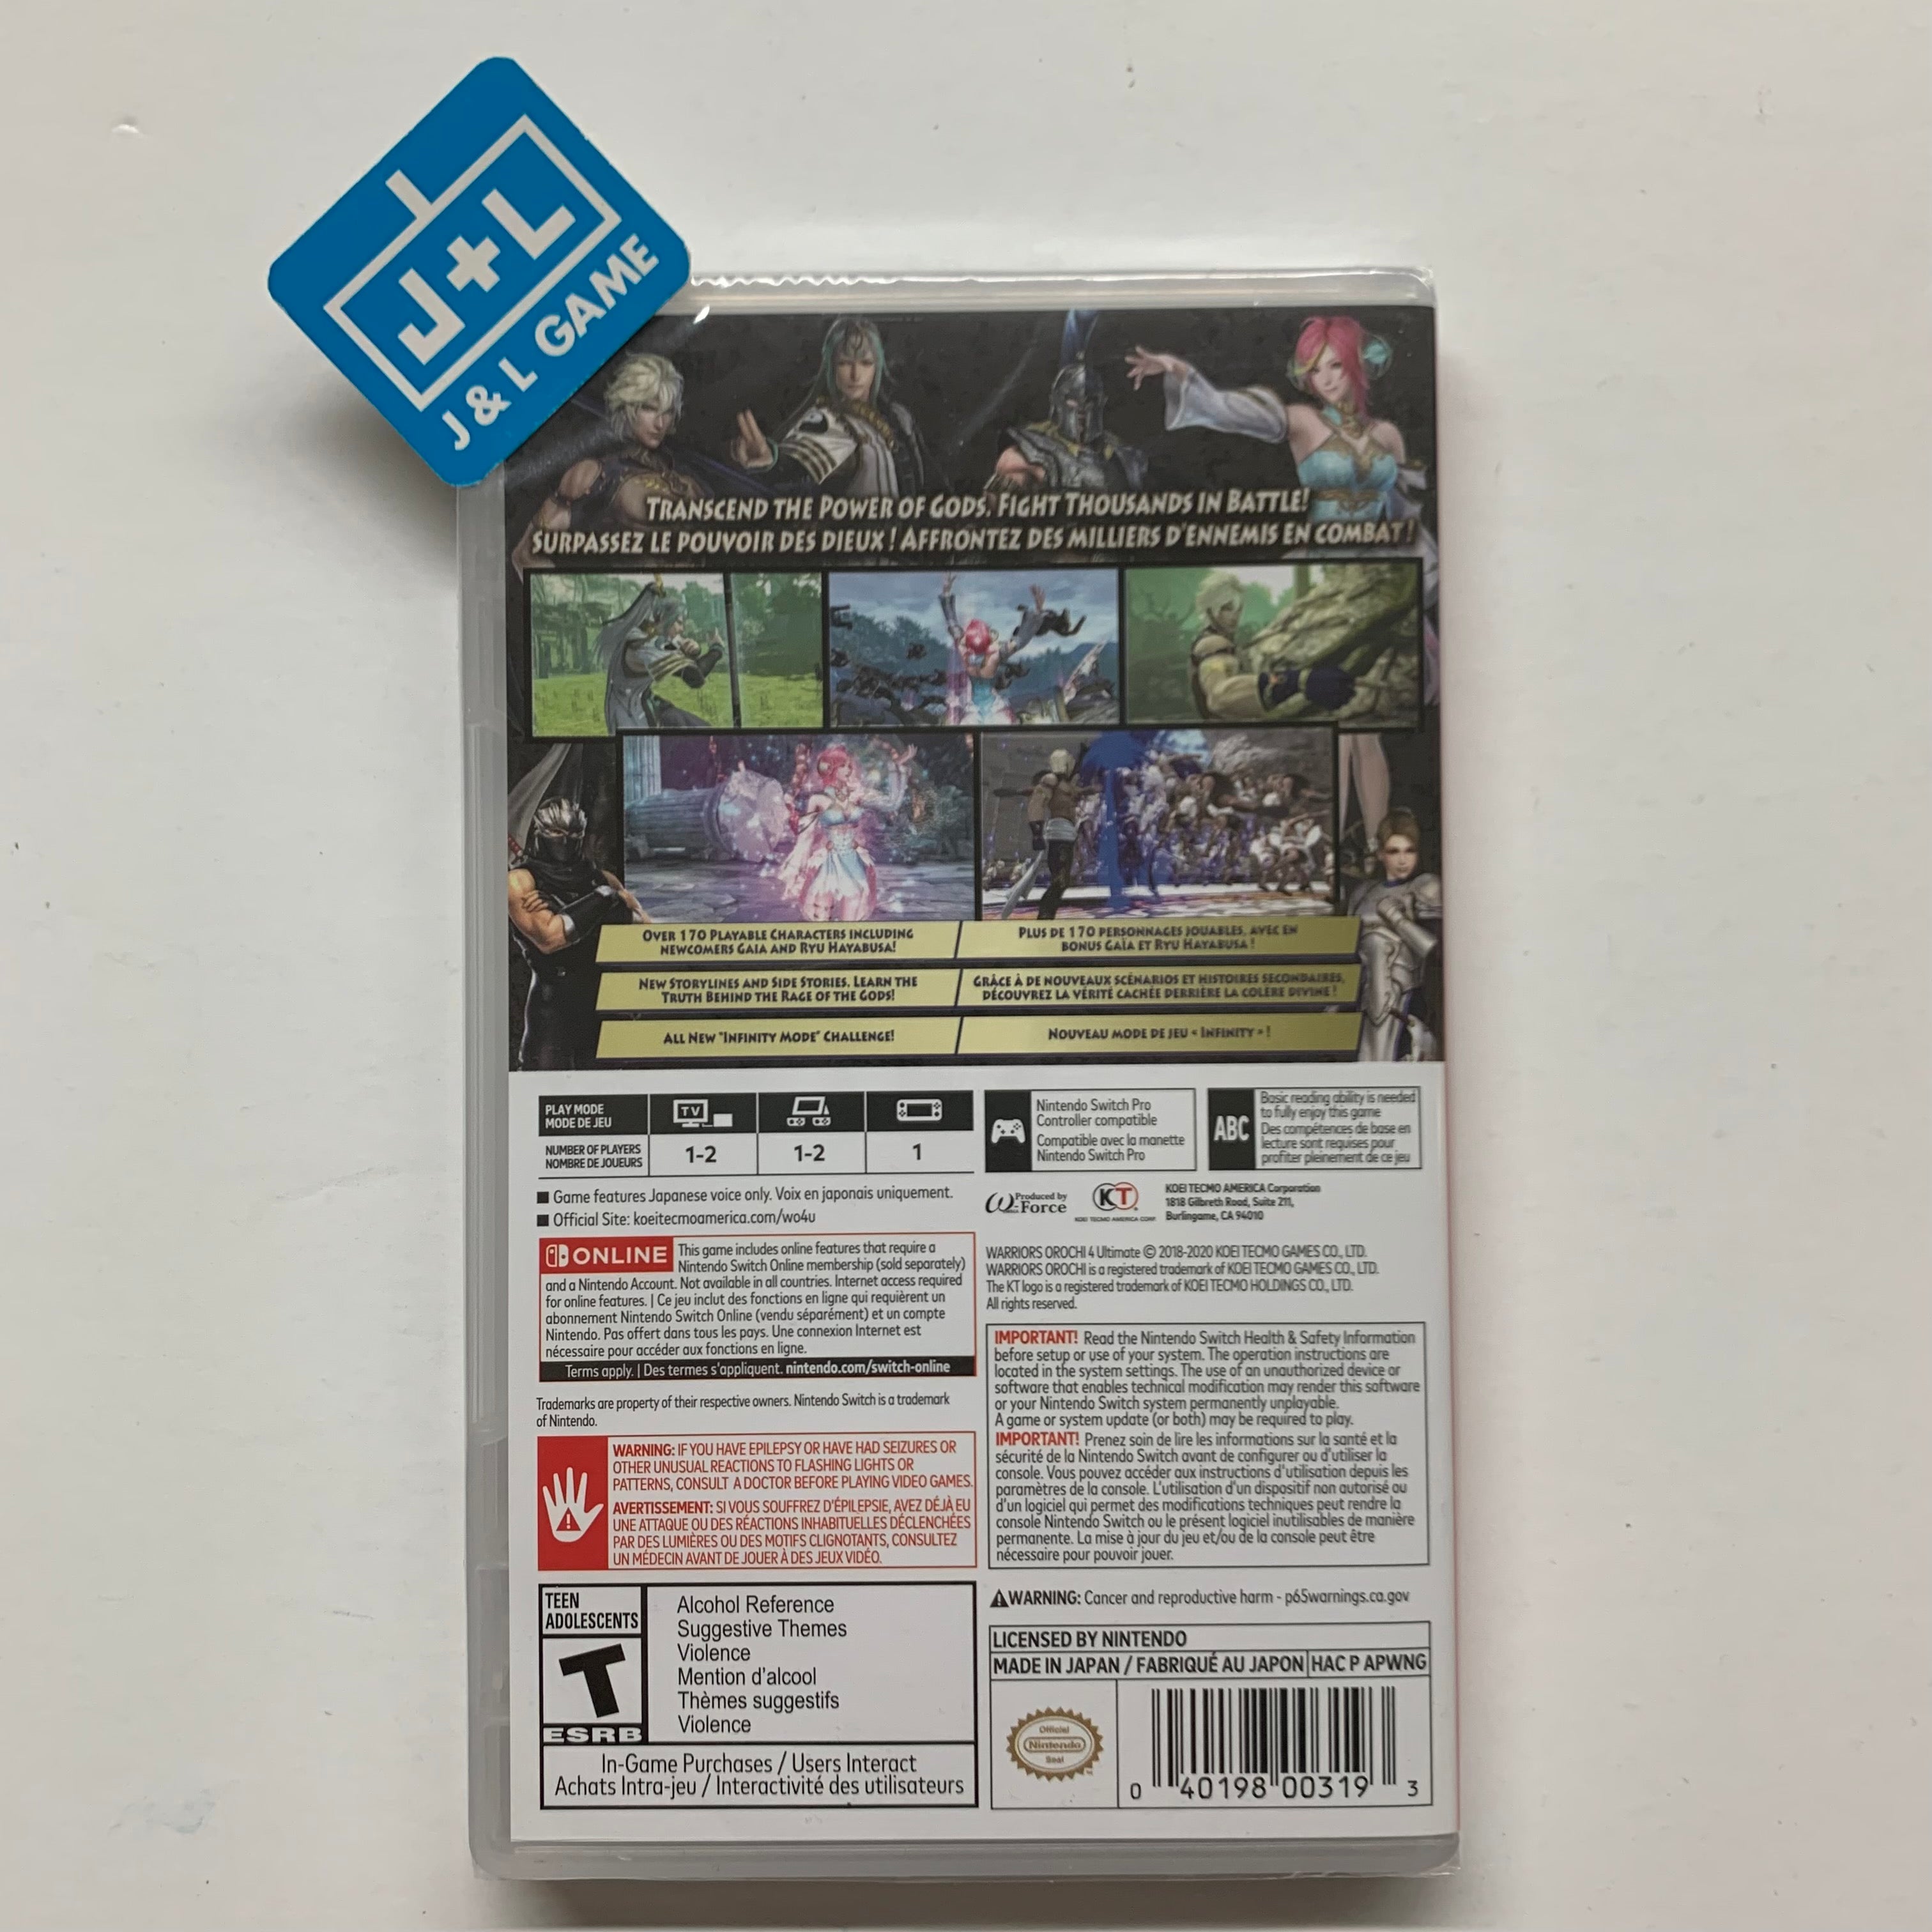 J+L
J & L GAME
TRANSCEND THE POWER OF GODS. FIGHT THOUSANDS IN BATTLE!
SURPASSEZ LE POUVOIR DES DIEUX ! AFFRONTEZ DES MILLIERS D'ENNEMIS EN COMBAT !
OVER 170 PLAYABLE CHARACTERS INCLUDING
NEWCOMERS GAIA AND RYU HAYABUSA!
PLUS DE 170 PERSONNAGES JOUABLES, AVEC EN
BONUS GAÏA ET RYU HAYABUSA !
NEW STORYLINES AND SIDE STORIES. LEARN THE
TRUTH BEHIND THE RAGE OF THE GODS!
GRÂCE À DE NOUVEAUX SCÉNARIOS ET HISTOIRES SECONDAIRES,
DÉCOUVREZ LA VÉRITÉ CACHÉE DERRIÈRE LA COLÈRE DIVINE !
ALL NEW "INFINITY MODE" CHALLENGE!
NOUVEAU MODE DE JEU « INFINITY » !
PLAY MODE
MODE DE JEU
TV
NUMBER OF PLAYERS
NOMBRE DE JOUEURS
1-2
1-2
1
Nintendo Switch Pro
Controller compatible
Compatible avec la manette
Nintendo Switch Pro
ABC
Basic reading ability is needed
to fully enjoy this game
Des compétences de base en
lecture sont requises pour
profiter pleinement de ce jeu
■ Game features Japanese voice only. Voix en japonais uniquement.
■ Official Site: koeitecmoamerica.com/wo4u
Produced by
ω-Force
KT
KOEI TECMO AMERICA CORP.
KOEI TECMO AMERICA Corporation
1818 Gilbreth Road, Suite 211,
Burlingame, CA 94010
ONLINE
This game includes online features that require a
Nintendo Switch Online membership (sold separately)
and a Nintendo Account. Not available in all countries. Internet access required
for online features. | Ce jeu inclut des fonctions en ligne qui requièrent un
abonnement Nintendo Switch Online (vendu séparément) et un compte
Nintendo. Pas offert dans tous les pays. Une connexion Internet est
nécessaire pour accéder aux fonctions en ligne.
Terms apply. | Des termes s'appliquent. nintendo.com/switch-online
WARRIORS OROCHI 4 Ultimate © 2018-2020 KOEI TECMO GAMES CO., LTD.
WARRIORS OROCHI is a registered trademark of KOEI TECMO GAMES CO., LTD.
The KT logo is a registered trademark of KOEI TECMO HOLDINGS CO., LTD.
All rights reserved.
Trademarks are property of their respective owners. Nintendo Switch is a trademark
of Nintendo.
IMPORTANT! Read the Nintendo Switch Health & Safety Information
before setup or use of your system. The operation instructions are
located in the system settings. The use of an unauthorized device or
software that enables technical modification may render this software
or your Nintendo Switch system permanently unplayable.
A game or system update (or both) may be required to play.
IMPORTANT! Prenez soin de lire les informations sur la santé et la
sécurité de la Nintendo Switch avant de configurer ou d'utiliser la
console. Vous pouvez accéder aux instructions d'utilisation depuis les
paramètres de la console. L'utilisation d'un dispositif non autorisé ou
d'un logiciel qui permet des modifications techniques peut rendre la
console Nintendo Switch ou le présent logiciel inutilisables de manière
permanente. La mise à jour du jeu et/ou de la console peut être
nécessaire pour pouvoir jouer.
WARNING: IF YOU HAVE EPILEPSY OR HAVE HAD SEIZURES OR
OTHER UNUSUAL REACTIONS TO FLASHING LIGHTS OR
PATTERNS, CONSULT A DOCTOR BEFORE PLAYING VIDEO GAMES.
AVERTISSEMENT: SI VOUS SOUFFREZ D'ÉPILEPSIE, AVEZ DÉJÀ EU
UNE ATTAQUE OU DES RÉACTIONS INHABITUELLES DÉCLENCHÉES
PAR DES LUMIÈRES OU DES MOTIFS CLIGNOTANTS, CONSULTEZ
UN MÉDECIN AVANT DE JOUER À DES JEUX VIDÉO.
TEEN
ADOLESCENTS
T
ESRB
Alcohol Reference
Suggestive Themes
Violence
Mention d'alcool
Thèmes suggestifs
Violence
In-Game Purchases / Users Interact
Achats Intra-jeu / Interactivité des utilisateurs
⚠WARNING: Cancer and reproductive harm - p65warnings.ca.gov
LICENSED BY NINTENDO
MADE IN JAPAN / FABRIQUÉ AU JAPON
HAC P APWNG
Official
Nintendo
Seal
0 40198 00319 3